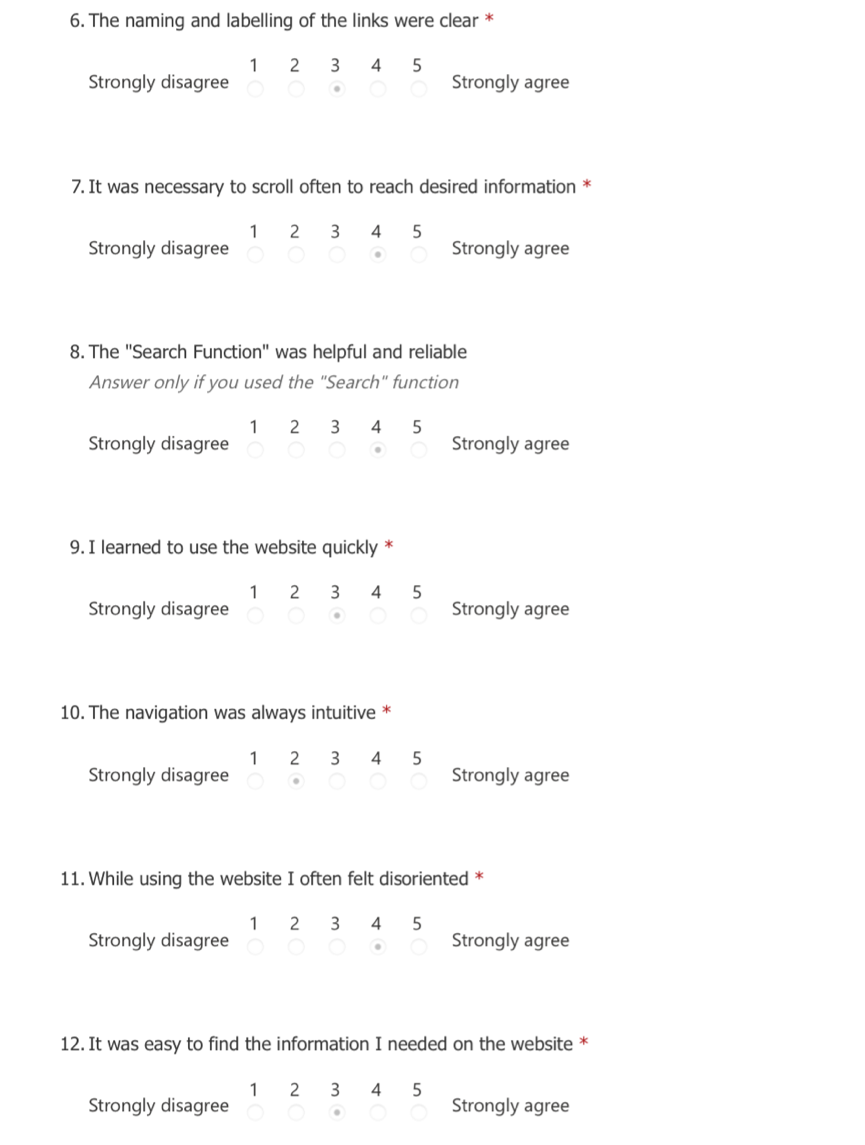 6. The naming and labelling of the links were clear *
1 2 3 4 5
Strongly disagree Strongly agree
7. It was necessary to scroll often to reach desired information *
1 2 3 4 5
Strongly disagree Strongly agree
8. The "Search Function" was helpful and reliable
Answer only if you used the "Search" function
1 2 3 4 5
Strongly disagree Strongly agree
9. I learned to use the website quickly *
1 2 3 4 5
Strongly disagree Strongly agree
10. The navigation was always intuitive *
1 2 3 4 5
Strongly disagree Strongly agree
11. While using the website I often felt disoriented *
1 2 3 4 5
Strongly disagree Strongly agree
12. It was easy to find the information I needed on the website *
1 2 3 4 5
Strongly disagree Strongly agree